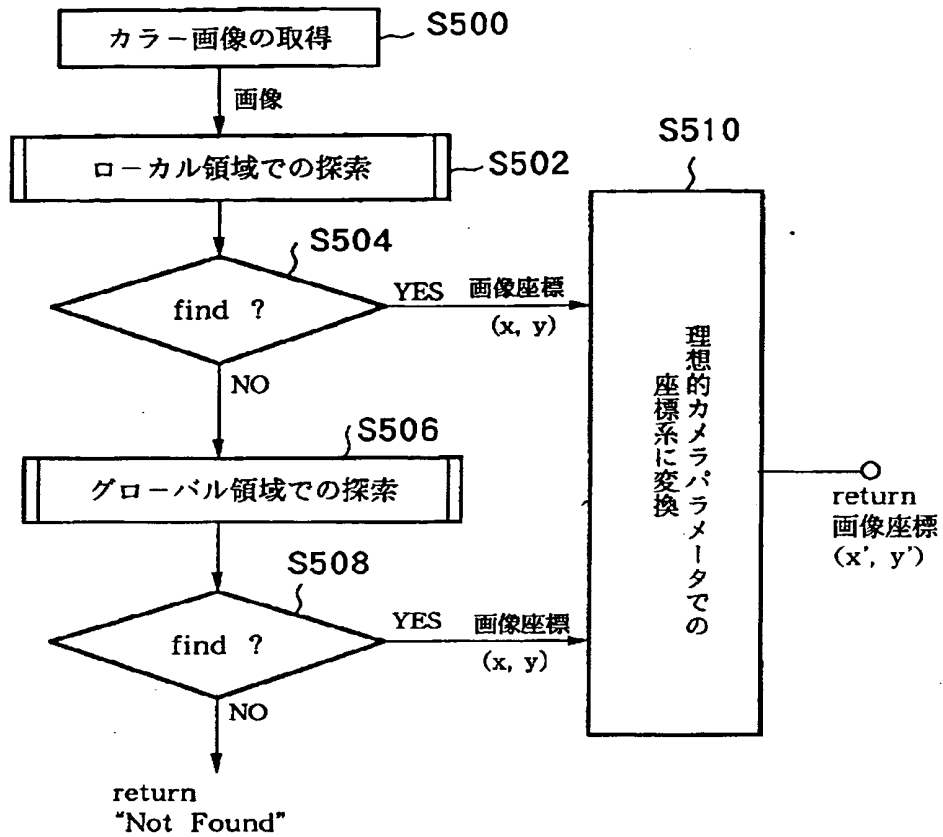 カラー画像の取得
S500
画像
ローカル領域での探索
S502
S504
find ?
YES
画像座標
(x, y)
NO
S506
グローバル領域での探索
S508
find ?
YES
画像座標
(x, y)
NO
return
"Not Found"
S510
理想的カメラパラメータでの
座標系に変換
return
画像座標
(x', y')